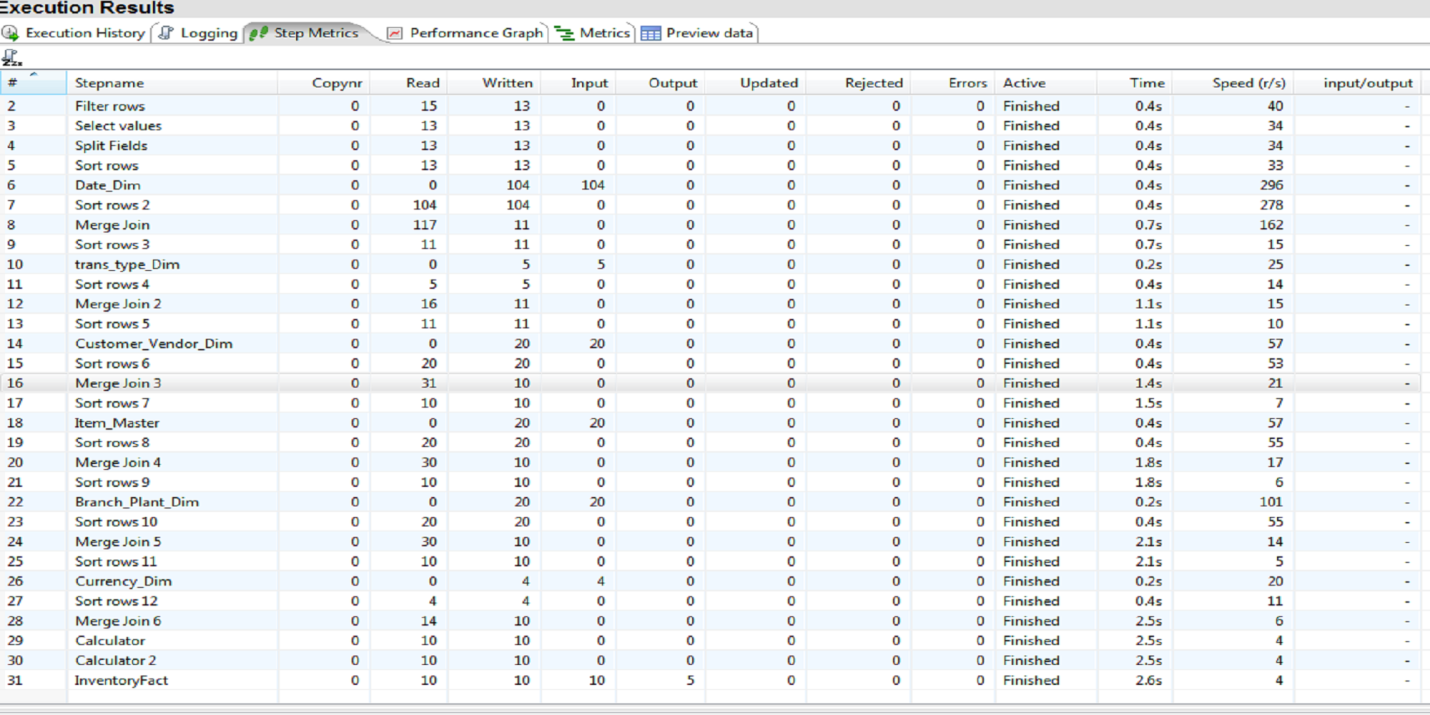 Execution Results
Execution History Logging Step Metrics Performance Graph Metrics Preview data
# Stepname Copynr Read Written Input Output Updated Rejected Errors Active Time Speed (r/s) input/output
2 Filter rows 0 15 13 0 0 0 0 0 Finished 0.4s 40 -
3 Select values 0 13 13 0 0 0 0 0 Finished 0.4s 34 -
4 Split Fields 0 13 13 0 0 0 0 0 Finished 0.4s 34 -
5 Sort rows 0 13 13 0 0 0 0 0 Finished 0.4s 33 -
6 Date_Dim 0 0 104 104 0 0 0 0 Finished 0.4s 296 -
7 Sort rows 2 0 104 104 0 0 0 0 0 Finished 0.4s 278 -
8 Merge Join 0 117 11 0 0 0 0 0 Finished 0.7s 162 -
9 Sort rows 3 0 11 11 0 0 0 0 0 Finished 0.7s 15 -
10 trans_type_Dim 0 0 5 5 0 0 0 0 Finished 0.2s 25 -
11 Sort rows 4 0 5 5 0 0 0 0 0 Finished 0.4s 14 -
12 Merge Join 2 0 16 11 0 0 0 0 0 Finished 1.1s 15 -
13 Sort rows 5 0 11 11 0 0 0 0 0 Finished 1.1s 10 -
14 Customer_Vendor_Dim 0 0 20 20 0 0 0 0 Finished 0.4s 57 -
15 Sort rows 6 0 20 20 0 0 0 0 0 Finished 0.4s 53 -
16 Merge Join 3 0 31 10 0 0 0 0 0 Finished 1.4s 21 -
17 Sort rows 7 0 10 10 0 0 0 0 0 Finished 1.5s 7 -
18 Item_Master 0 0 20 20 0 0 0 0 Finished 0.4s 57 -
19 Sort rows 8 0 20 20 0 0 0 0 0 Finished 0.4s 55 -
20 Merge Join 4 0 30 10 0 0 0 0 0 Finished 1.8s 17 -
21 Sort rows 9 0 10 10 0 0 0 0 0 Finished 1.8s 6 -
22 Branch_Plant_Dim 0 0 20 20 0 0 0 0 Finished 0.2s 101 -
23 Sort rows 10 0 20 20 0 0 0 0 0 Finished 0.4s 55 -
24 Merge Join 5 0 30 10 0 0 0 0 0 Finished 2.1s 14 -
25 Sort rows 11 0 10 10 0 0 0 0 0 Finished 2.1s 5 -
26 Currency_Dim 0 0 4 4 0 0 0 0 Finished 0.2s 20 -
27 Sort rows 12 0 4 4 0 0 0 0 0 Finished 0.4s 11 -
28 Merge Join 6 0 14 10 0 0 0 0 0 Finished 2.5s 6 -
29 Calculator 0 10 10 0 0 0 0 0 Finished 2.5s 4 -
30 Calculator 2 0 10 10 0 0 0 0 0 Finished 2.5s 4 -
31 InventoryFact 0 10 10 10 5 0 0 0 Finished 2.6s 4 -